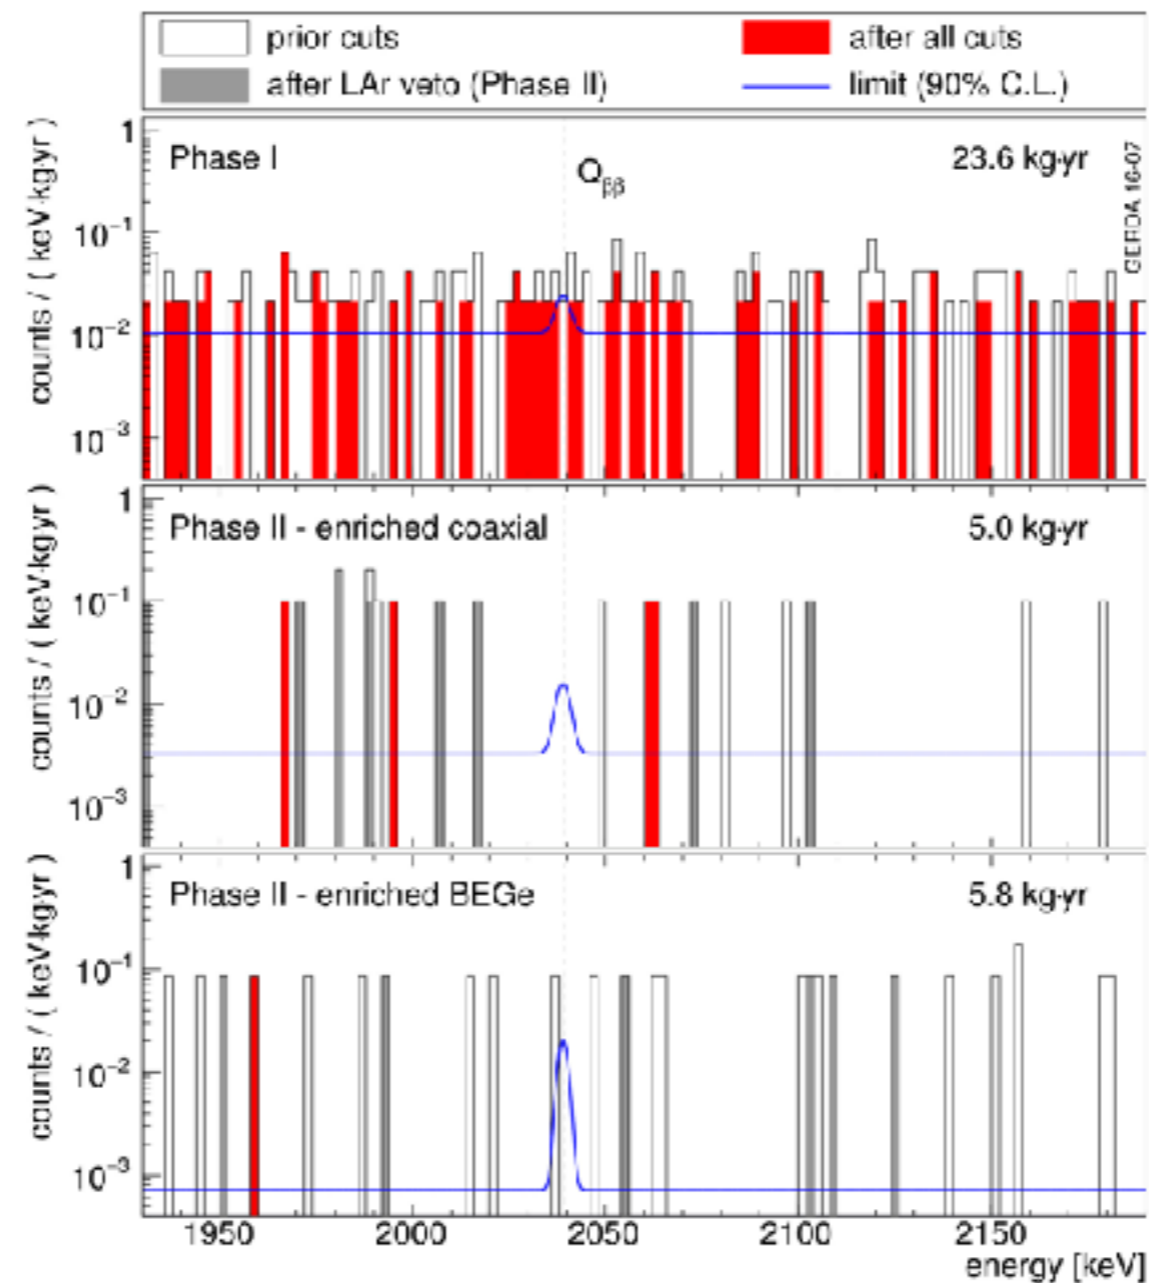 prior cuts
after all cuts
after LAr veto (Phase II)
limit (90% C.L.)
counts / ( keV·kg·yr )
1
10⁻¹
10⁻²
10⁻³
Phase I
Q_ββ
23.6 kg·yr
GERDA 16-07
counts / ( keV·kg·yr )
1
10⁻¹
10⁻²
10⁻³
Phase II - enriched coaxial
5.0 kg·yr
counts / ( keV·kg·yr )
1
10⁻¹
10⁻²
10⁻³
Phase II - enriched BEGe
5.8 kg·yr
1950 2000 2050 2100 2150
energy [keV]